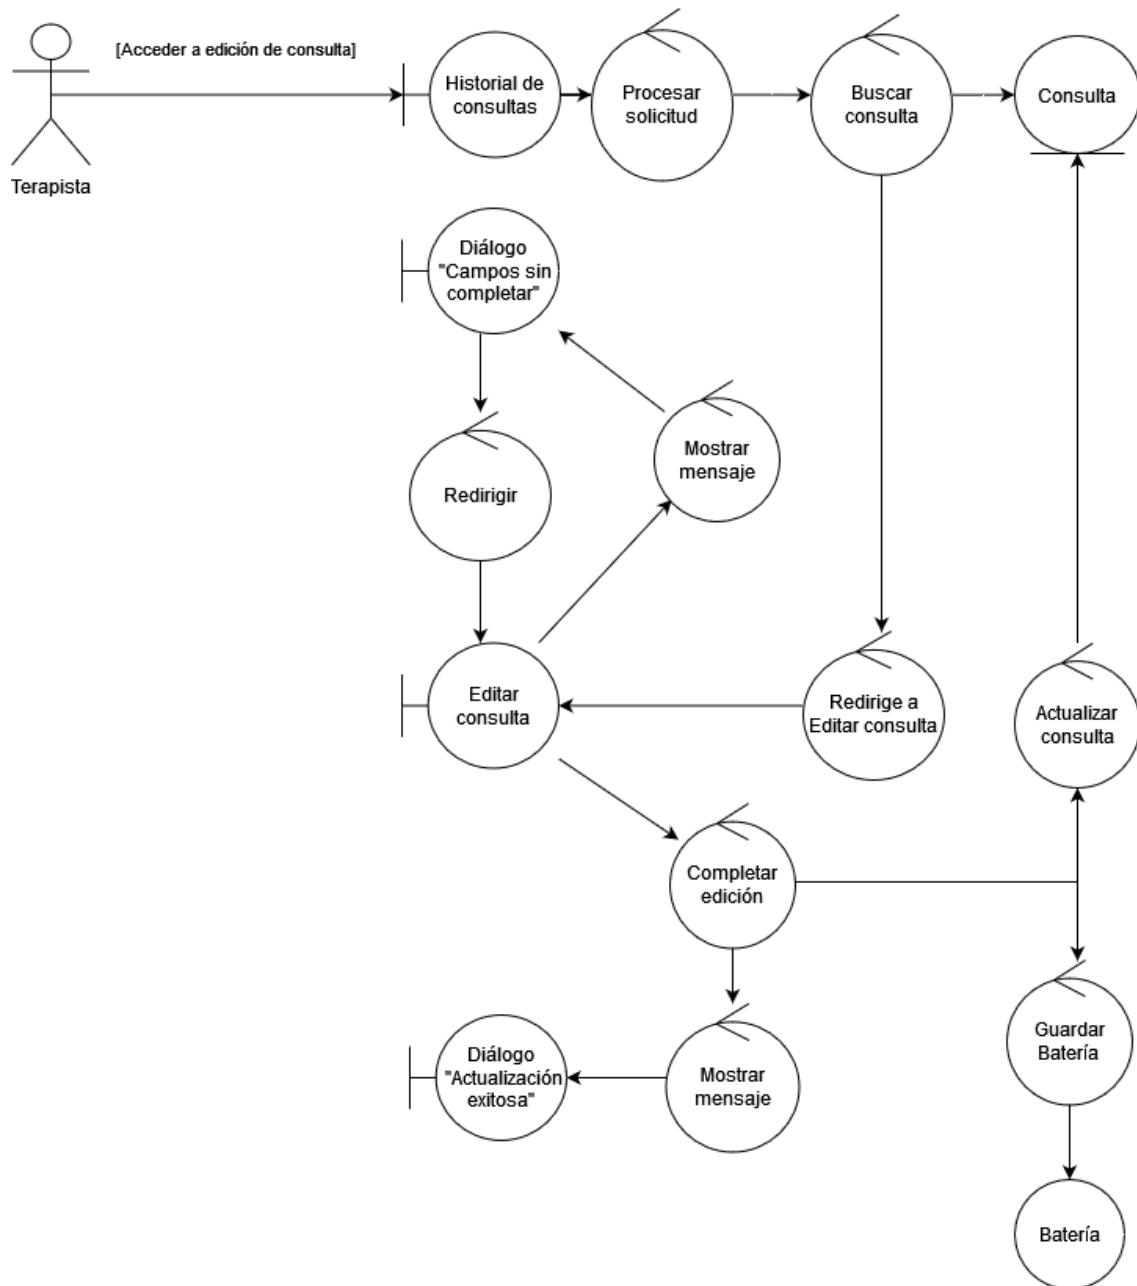 [Acceder a edición de consulta]
Terapista
Historial de
consultas
Procesar
solicitud
Buscar
consulta
Consulta
Diálogo
"Campos sin
completar"
Mostrar
mensaje
Redirigir
Editar
consulta
Redirige a
Editar consulta
Actualizar
consulta
Completar
edición
Guardar
Batería
Diálogo
"Actualización
exitosa"
Mostrar
mensaje
Batería